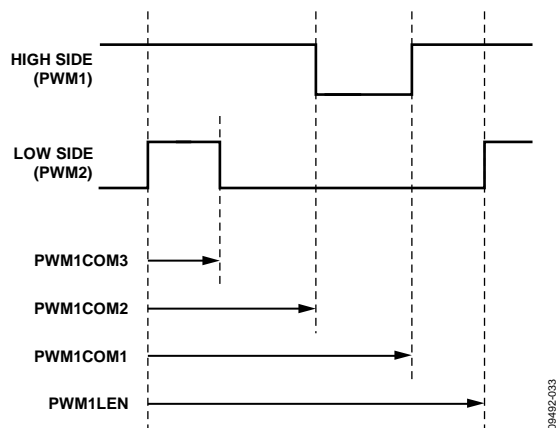 HIGH SIDE
(PWM1)
LOW SIDE
(PWM2)
PWM1COM3
PWM1COM2
PWM1COM1
PWM1LEN
09492-033